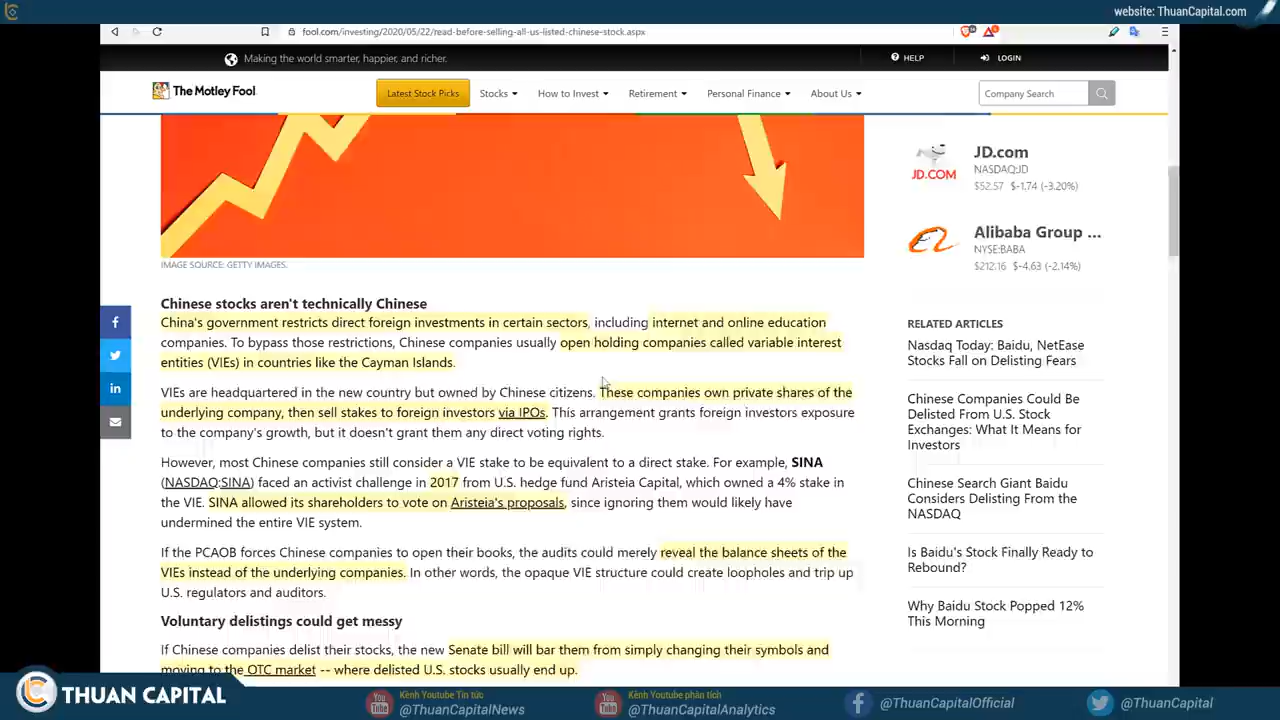 website: ThuanCapital.com
fool.com/investing/2020/05/22/read-before-selling-all-us-listed-chinese-stock.aspx
Making the world smarter, happier, and richer.
HELP
LOGIN
The Motley Fool
Latest Stock Picks
Stocks
How to Invest
Retirement
Personal Finance
About Us
Company Search
IMAGE SOURCE: GETTY IMAGES.
Chinese stocks aren't technically Chinese
China's government restricts direct foreign investments in certain sectors, including internet and online education
companies. To bypass those restrictions, Chinese companies usually open holding companies called variable interest
entities (VIEs) in countries like the Cayman Islands.
VIEs are headquartered in the new country but owned by Chinese citizens. These companies own private shares of the
underlying company, then sell stakes to foreign investors via IPOs. This arrangement grants foreign investors exposure
to the company's growth, but it doesn't grant them any direct voting rights.
However, most Chinese companies still consider a VIE stake to be equivalent to a direct stake. For example, SINA
(NASDAQ:SINA) faced an activist challenge in 2017 from U.S. hedge fund Aristeia Capital, which owned a 4% stake in
the VIE. SINA allowed its shareholders to vote on Aristeia's proposals, since ignoring them would likely have
undermined the entire VIE system.
If the PCAOB forces Chinese companies to open their books, the audits could merely reveal the balance sheets of the
VIEs instead of the underlying companies. In other words, the opaque VIE structure could create loopholes and trip up
U.S. regulators and auditors.
Voluntary delistings could get messy
If Chinese companies delist their stocks, the new Senate bill will bar them from simply changing their symbols and
moving to the OTC market -- where delisted U.S. stocks usually end up.
JD.COM
JD.com
NASDAQ:JD
$52.57 $-1.74 (-3.20%)
Alibaba Group ...
NYSE:BABA
$212.16 $-4.63 (-2.14%)
RELATED ARTICLES
Nasdaq Today: Baidu, NetEase
Stocks Fall on Delisting Fears
Chinese Companies Could Be
Delisted From U.S. Stock
Exchanges: What It Means for
Investors
Chinese Search Giant Baidu
Considers Delisting From the
NASDAQ
Is Baidu's Stock Finally Ready to
Rebound?
Why Baidu Stock Popped 12%
This Morning
THUAN CAPITAL
You Tube
Kênh Youtube Tin tức
@ThuanCapitalNews
You Tube
Kênh Youtube phân tích
@ThuanCapitalAnalytics
@ThuanCapitalOfficial
@ThuanCapital